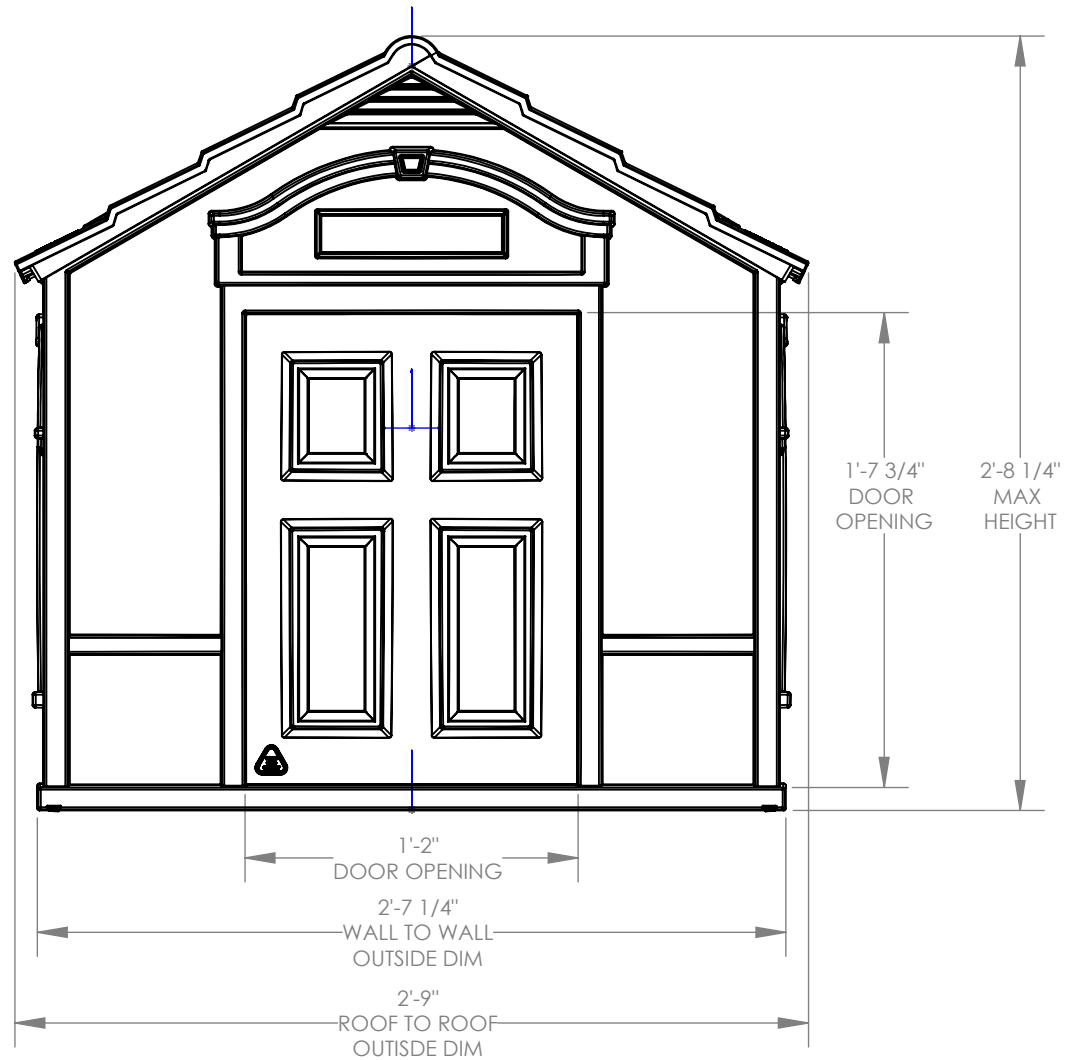 1'-7 3/4"
DOOR
OPENING
2'-8 1/4"
MAX
HEIGHT
1'-2"
DOOR OPENING
2'-7 1/4"
WALL TO WALL
OUTSIDE DIM
2'-9"
ROOF TO ROOF
OUTISDE DIM